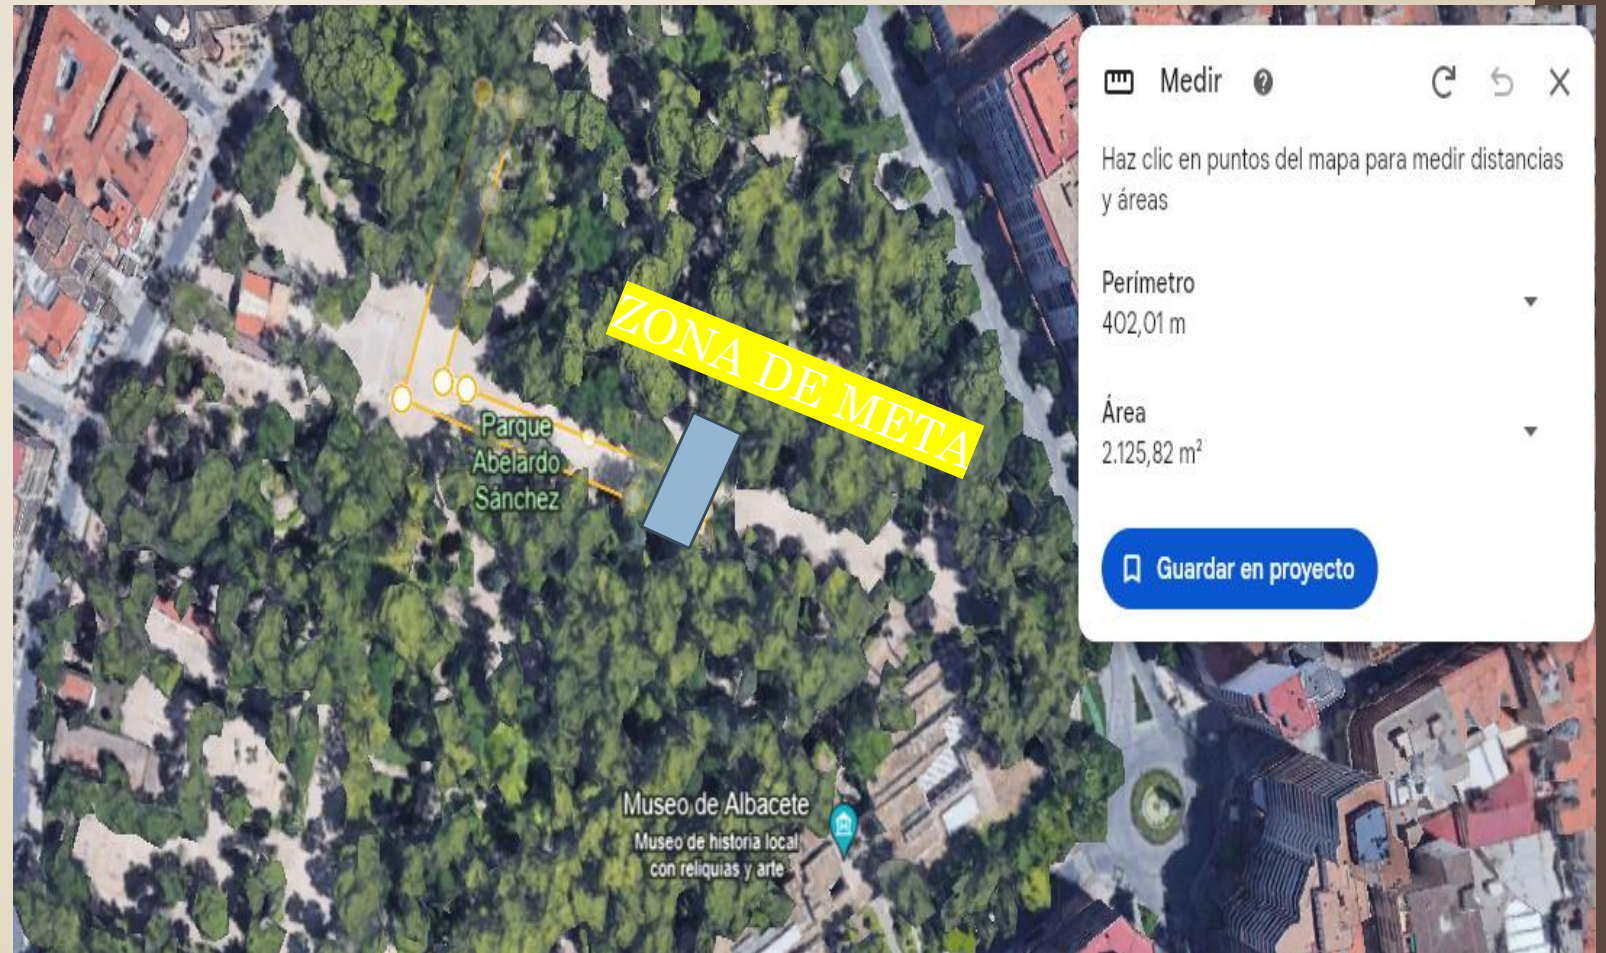 Medir
Haz clic en puntos del mapa para medir distancias
y áreas
Perímetro
402,01 m
Área
2.125,82 m²
Guardar en proyecto
ZONA DE META
Parque
Abelardo
Sánchez
Museo de Albacete
Museo de historia local
con reliquias y arte